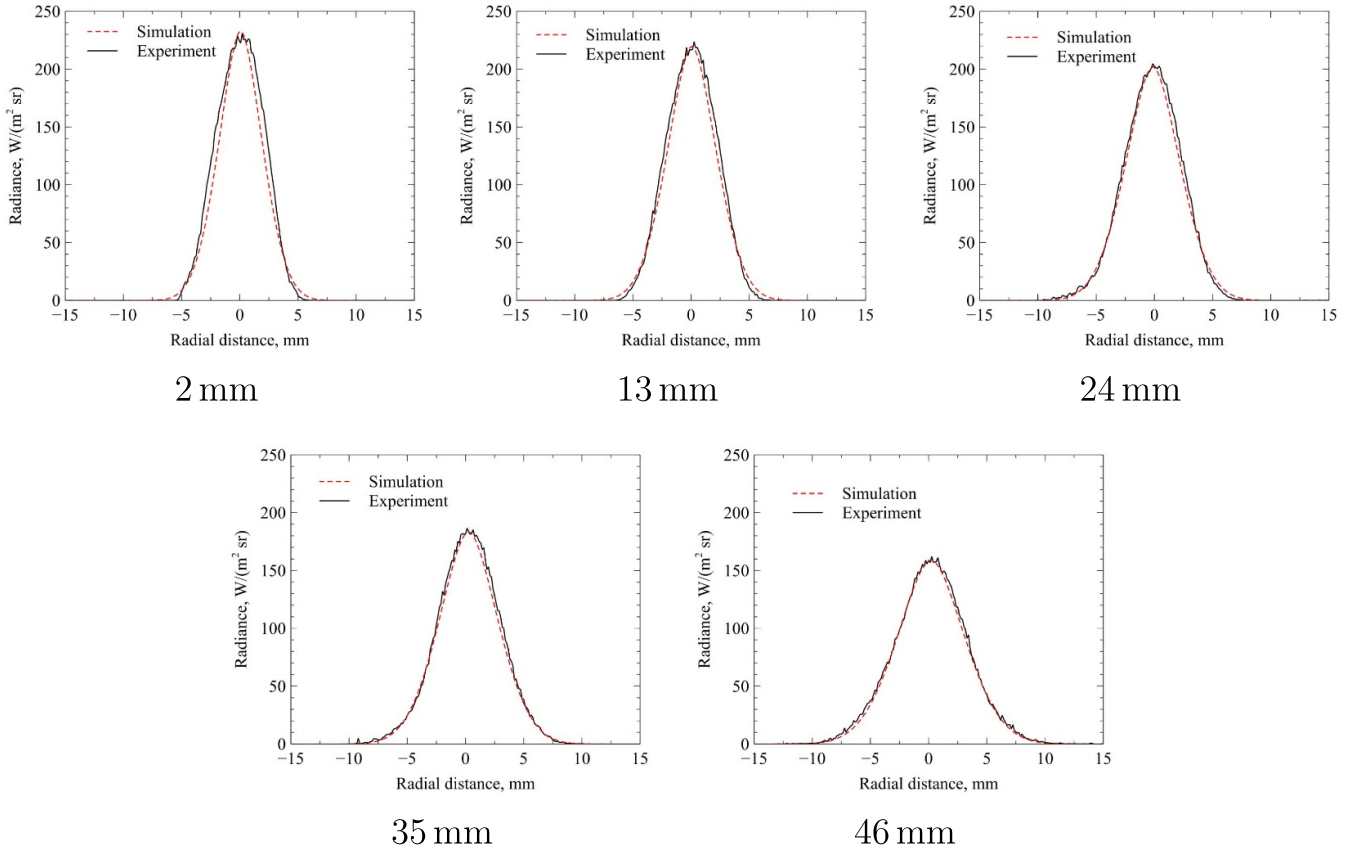 250
200
150
100
50
0
Radiance, W/(m² sr)
Simulation
Experiment
−15 −10 −5 0 5 10 15
Radial distance, mm
2 mm
250
200
150
100
50
0
Radiance, W/(m² sr)
Simulation
Experiment
−15 −10 −5 0 5 10 15
Radial distance, mm
13 mm
250
200
150
100
50
0
Radiance, W/(m² sr)
Simulation
Experiment
−15 −10 −5 0 5 10 15
Radial distance, mm
24 mm
250
200
150
100
50
0
Radiance, W/(m² sr)
Simulation
Experiment
−15 −10 −5 0 5 10 15
Radial distance, mm
35 mm
250
200
150
100
50
0
Radiance, W/(m² sr)
Simulation
Experiment
−15 −10 −5 0 5 10 15
Radial distance, mm
46 mm